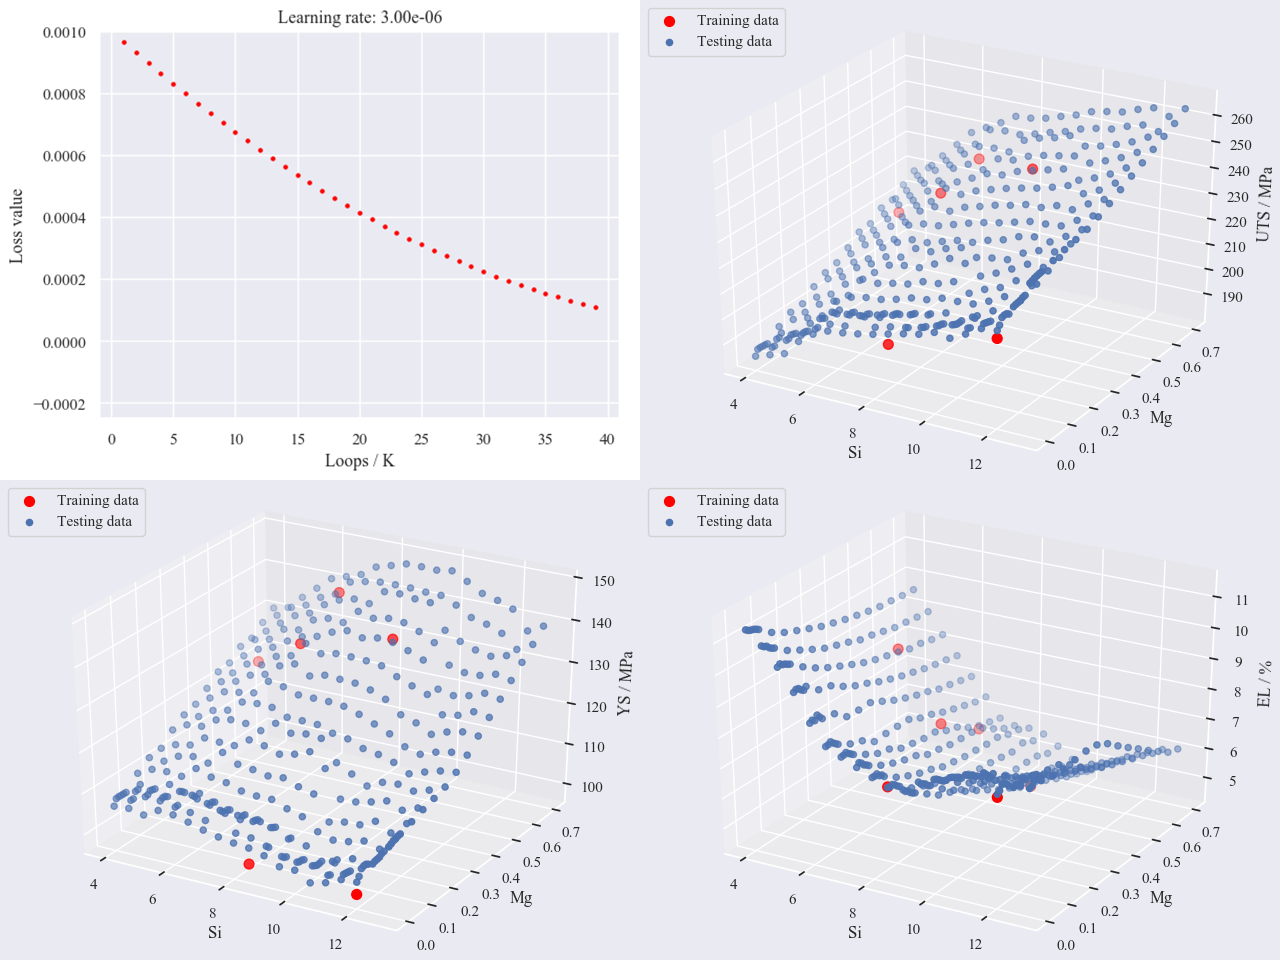 Learning rate: 3.00e-06
0.0010
0.0008
0.0006
0.0004
0.0002
0.0000
−0.0002
Loss value
0 5 10 15 20 25 30 35 40
Loops / K
Training data
Testing data
260
250
240
230
220
210
200
190
UTS / MPa
4 6 8 10 12
Si
0.0 0.1 0.2 0.3 0.4 0.5 0.6 0.7
Mg
Training data
Testing data
150
140
130
120
110
100
YS / MPa
4 6 8 10 12
Si
0.0 0.1 0.2 0.3 0.4 0.5 0.6 0.7
Mg
Training data
Testing data
11
10
9
8
7
6
5
EL / %
4 6 8 10 12
Si
0.0 0.1 0.2 0.3 0.4 0.5 0.6 0.7
Mg